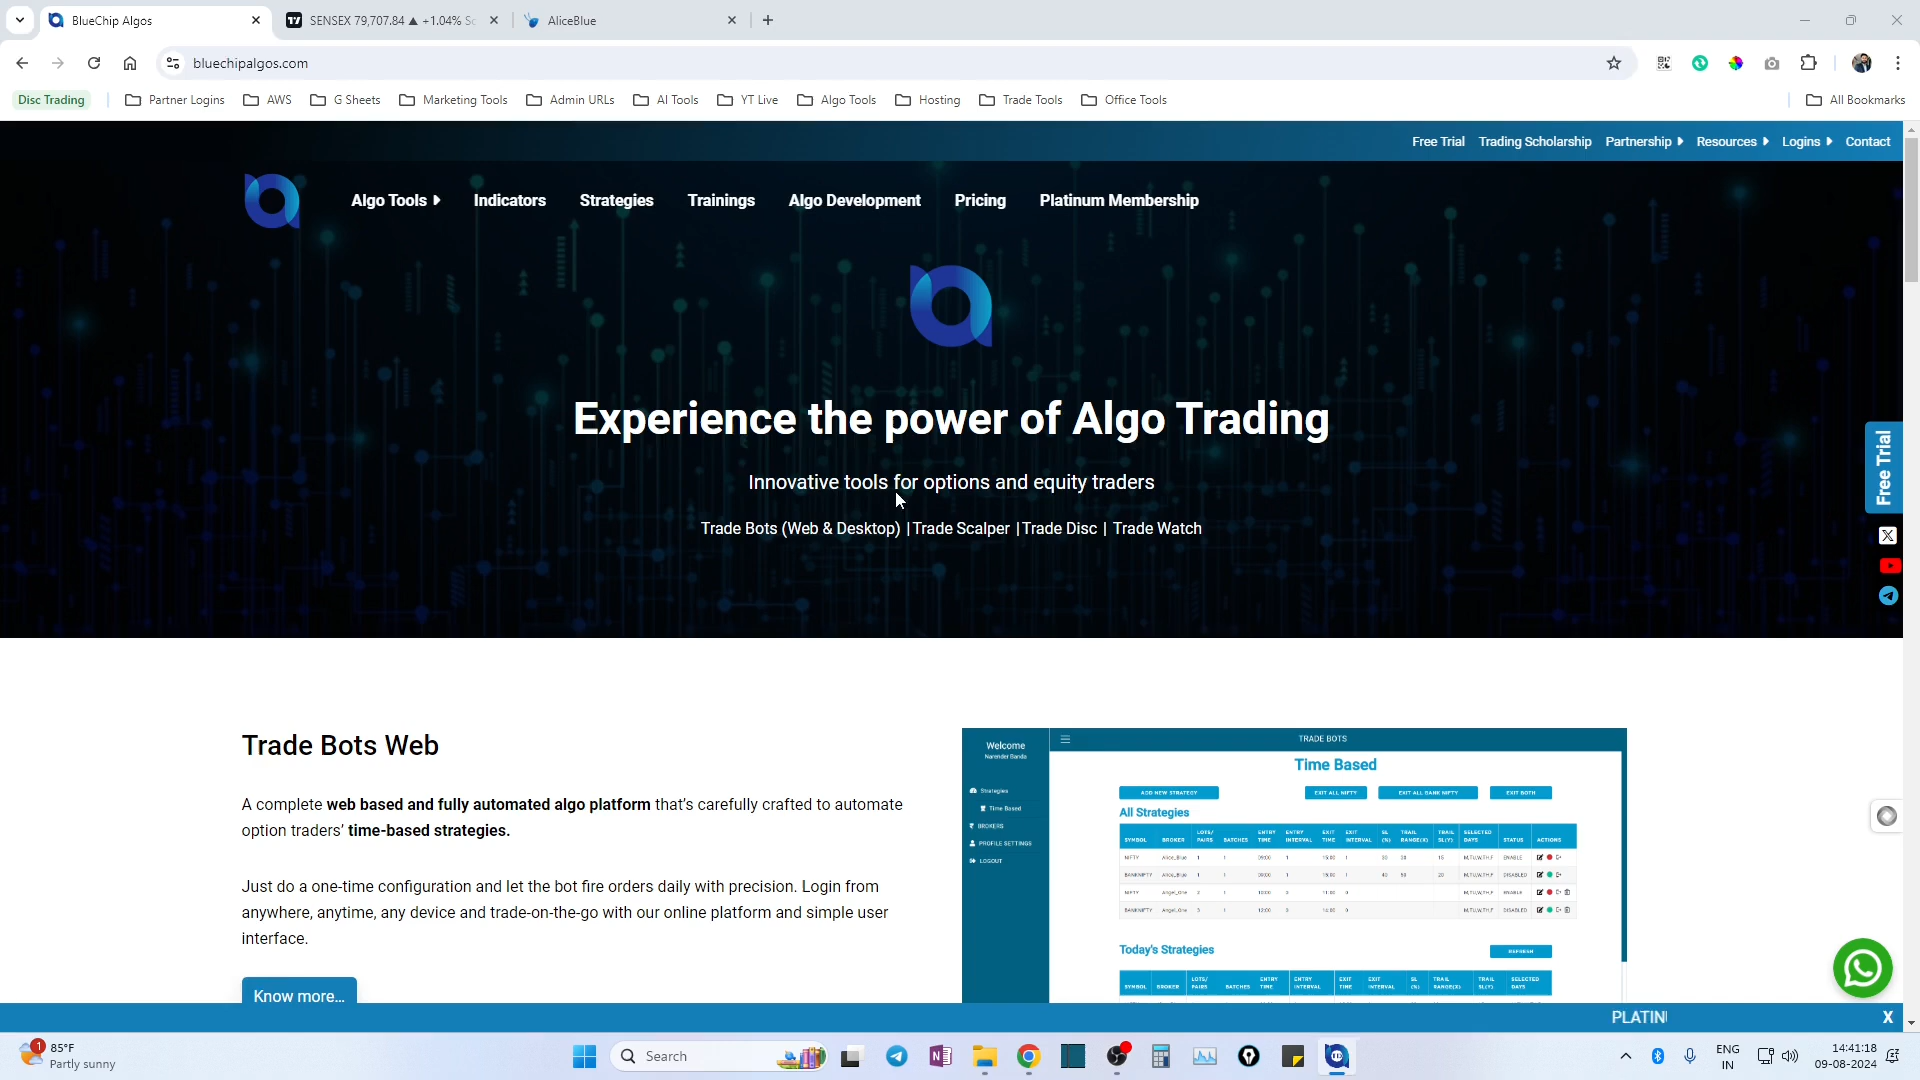 BlueChip Algos
SENSEX 79,707.84 ▲ +1.04%
AliceBlue
bluechipalgos.com
Disc Trading
Partner Logins
AWS
G Sheets
Marketing Tools
Admin URLs
AI Tools
YT Live
Algo Tools
Hosting
Trade Tools
Office Tools
All Bookmarks
Free Trial Trading Scholarship Partnership Resources Logins Contact
Algo Tools Indicators Strategies Trainings Algo Development Pricing Platinum Membership
Experience the power of Algo Trading
Innovative tools for options and equity traders
Trade Bots (Web & Desktop) | Trade Scalper | Trade Disc | Trade Watch
Free Trial
Trade Bots Web
A complete web based and fully automated algo platform that's carefully crafted to automate
option traders' time-based strategies.
Just do a one-time configuration and let the bot fire orders daily with precision. Login from
anywhere, anytime, any device and trade-on-the-go with our online platform and simple user
interface.
Know more...
Welcome
Narender Banda
Strategies
Time Based
BROKERS
PROFILE SETTINGS
LOGOUT
TRADE BOTS
Time Based
ADD NEW STRATEGY
EXIT ALL NIFTY
EXIT ALL BANK NIFTY
EXIT BOTH
All Strategies
SYMBOL BROKER LOTS/PAIRS BATCHES ENTRY TIME ENTRY INTERVAL EXIT TIME EXIT INTERVAL SL (%) TRAIL RANGE(X) TRAIL SL(Y) SELECTED DAYS STATUS ACTIONS
NIFTY Alice_Blue
BANKNIFTY Alice_Blue
NIFTY Angel_One
BANKNIFTY Angel_One
Today's Strategies
REFRESH
SYMBOL BROKER LOTS/PAIRS BATCHES ENTRY TIME ENTRY INTERVAL EXIT TIME EXIT INTERVAL SL (%) TRAIL RANGE(X) TRAIL SL(Y) SELECTED DAYS
PLATIN
X
1
85°F
Partly sunny
Search
ENG
IN
14:41:18
09-08-2024